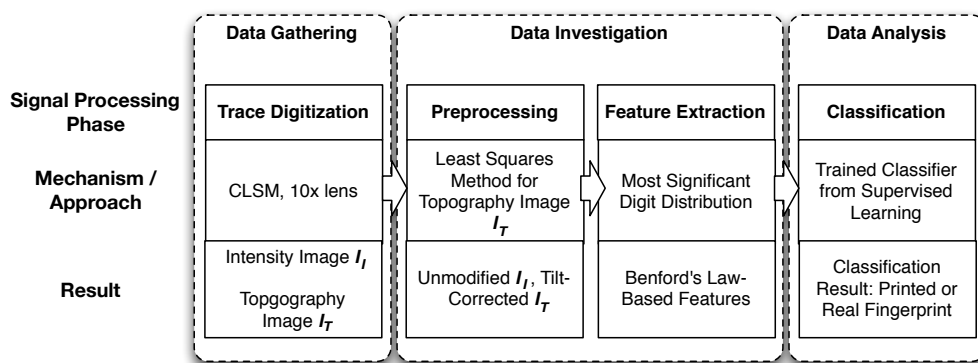 Data Gathering
Data Investigation
Data Analysis
Signal Processing
Phase
Trace Digitization
Preprocessing
Feature Extraction
Classification
Mechanism /
Approach
CLSM, 10x lens
Least Squares
Method for
Topography Image
I_T
Most Significant
Digit Distribution
Trained Classifier
from Supervised
Learning
Result
Intensity Image I_I
Topgography
Image I_T
Unmodified I_I, Tilt-
Corrected I_T
Benford's Law-
Based Features
Classification
Result: Printed or
Real Fingerprint